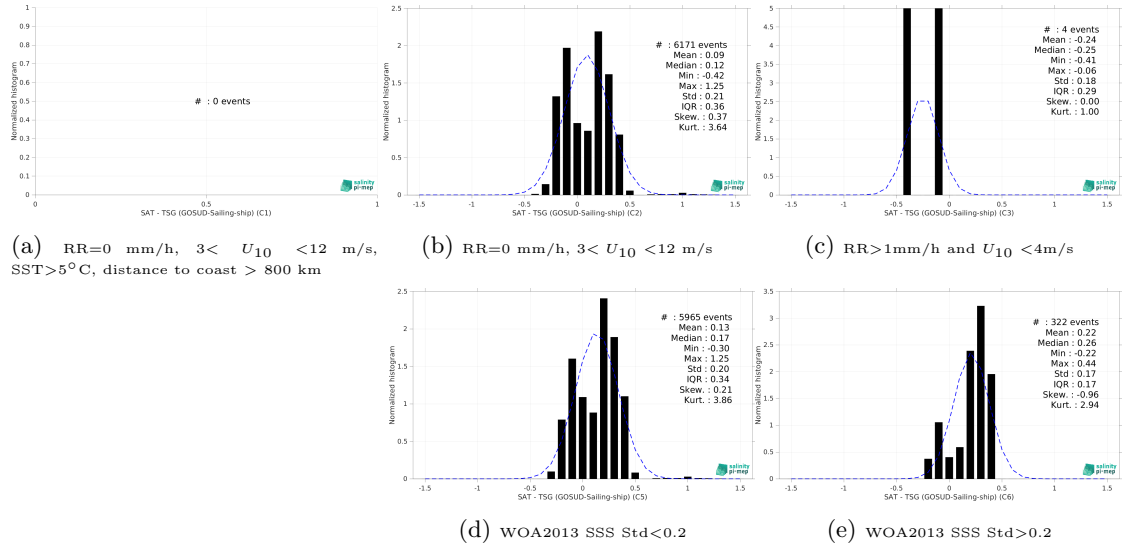 1
0.9
0.8
0.7
0.6
0.5
0.4
0.3
0.2
0.1
0
Normalized histogram
# : 0 events
salinity
pi-mep
0 0.5 1
SAT - TSG (GOSUD-Sailing-ship) (C1)
(a) RR=0 mm/h, 3< U10 <12 m/s,
SST>5°C, distance to coast > 800 km
2.5
2
1.5
1
0.5
0
Normalized histogram
# : 6171 events
Mean : 0.09
Median : 0.12
Min : -0.42
Max : 1.25
Std : 0.21
IQR : 0.36
Skew. : 0.37
Kurt. : 3.64
salinity
pi-mep
-1.5 -1 -0.5 0 0.5 1 1.5
SAT - TSG (GOSUD-Sailing-ship) (C2)
(b) RR=0 mm/h, 3< U10 <12 m/s
5
4.5
4
3.5
3
2.5
2
1.5
1
0.5
0
Normalized histogram
# : 4 events
Mean : -0.24
Median : -0.25
Min : -0.41
Max : -0.06
Std : 0.18
IQR : 0.29
Skew. : 0.00
Kurt. : 1.00
salinity
pi-mep
-1.5 -1 -0.5 0 0.5 1 1.5
SAT - TSG (GOSUD-Sailing-ship) (C3)
(c) RR>1mm/h and U10 <4m/s
2.5
2
1.5
1
0.5
0
Normalized histogram
# : 5965 events
Mean : 0.13
Median : 0.17
Min : -0.30
Max : 1.25
Std : 0.20
IQR : 0.34
Skew. : 0.21
Kurt. : 3.86
salinity
pi-mep
-1.5 -1 -0.5 0 0.5 1 1.5
SAT - TSG (GOSUD-Sailing-ship) (C5)
(d) WOA2013 SSS Std<0.2
3.5
3
2.5
2
1.5
1
0.5
0
Normalized histogram
# : 322 events
Mean : 0.22
Median : 0.26
Min : -0.22
Max : 0.44
Std : 0.17
IQR : 0.17
Skew. : -0.96
Kurt. : 2.94
salinity
pi-mep
-1.5 -1 -0.5 0 0.5 1 1.5
SAT - TSG (GOSUD-Sailing-ship) (C6)
(e) WOA2013 SSS Std>0.2